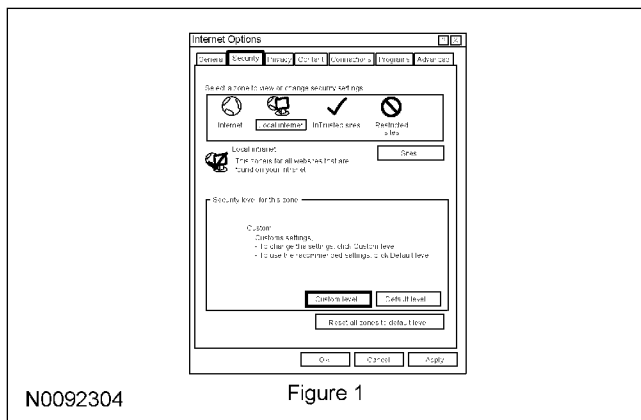 Internet Options
General Security Privacy Content Connections Programs Advanced
Select a zone to view or change security settings
Internet Local internet InTrusted sites Restricted sites
Local intranet
This zone is for all websites that are
found on your intranet
Sites
Security level for this zone
Custom
Customs settings,
- To change the settings, click Custom level
- To use the recommended settings, click Default level
Custom level Default level
Reset all zones to default level
Ok Cancel Apply
N0092304
Figure 1